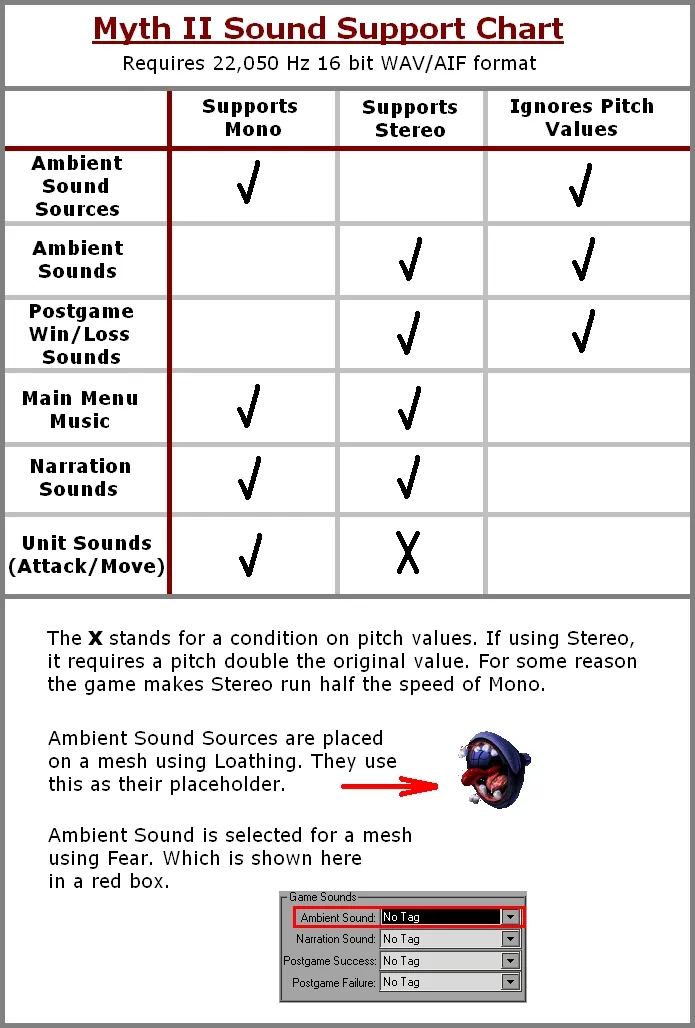 Myth II Sound Support Chart
Requires 22,050 Hz 16 bit WAV/AIF format
Supports Mono
Supports Stereo
Ignores Pitch Values
Ambient Sound Sources
√ √
Ambient Sounds
√ √
Postgame Win/Loss Sounds
√ √
Main Menu Music
√ √
Narration Sounds
√ √
Unit Sounds (Attack/Move)
√ X
The X stands for a condition on pitch values. If using Stereo,
it requires a pitch double the original value. For some reason
the game makes Stereo run half the speed of Mono.
Ambient Sound Sources are placed
on a mesh using Loathing. They use
this as their placeholder.
Ambient Sound is selected for a mesh
using Fear. Which is shown here
in a red box.
Game Sounds
Ambient Sound: No Tag
Narration Sound: No Tag
Postgame Success: No Tag
Postgame Failure: No Tag